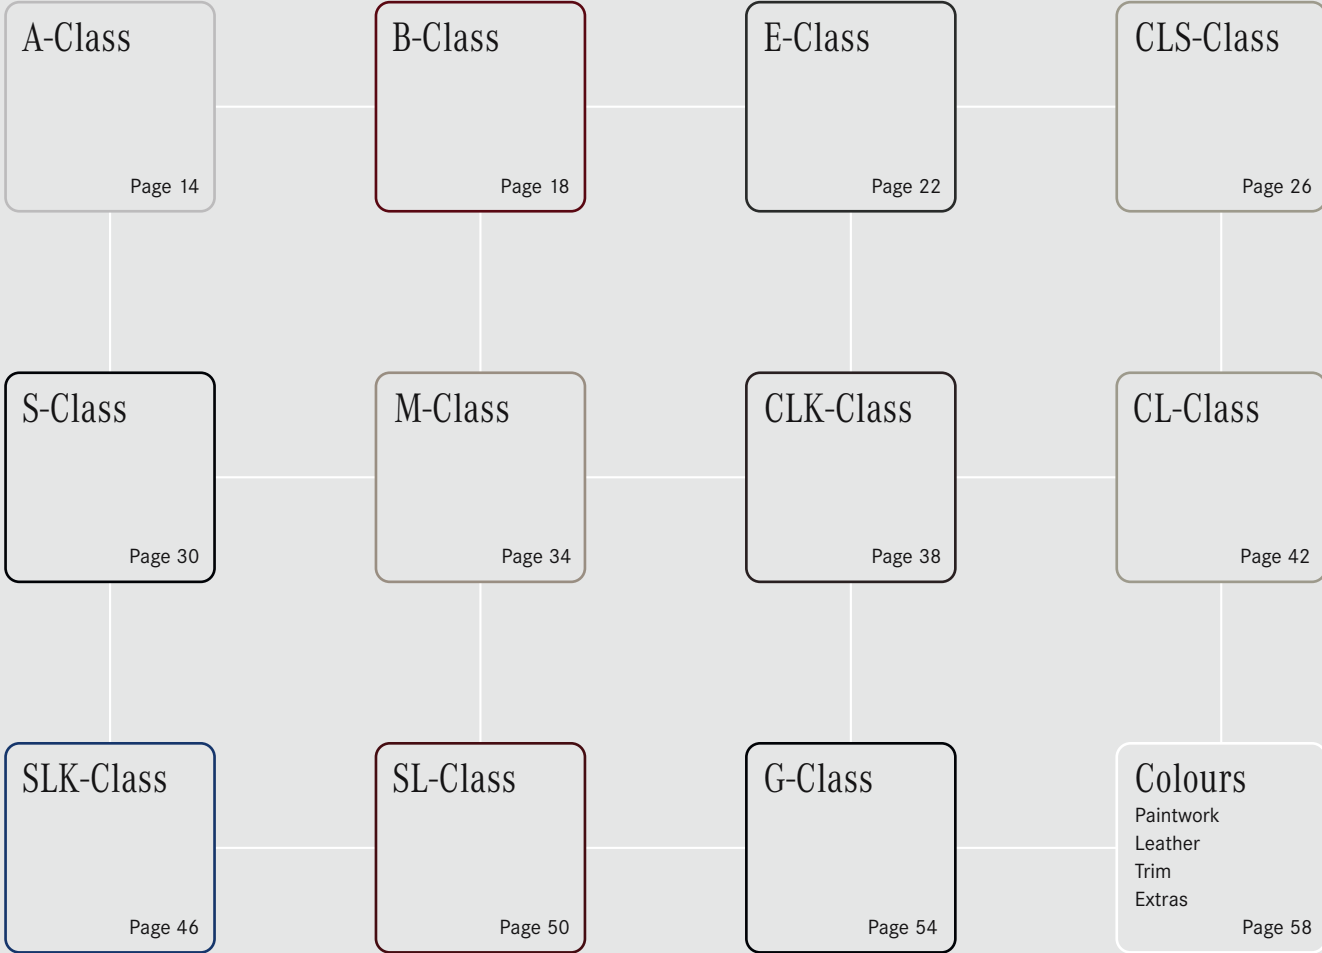 A-Class
Page 14
B-Class
Page 18
E-Class
Page 22
CLS-Class
Page 26
S-Class
Page 30
M-Class
Page 34
CLK-Class
Page 38
CL-Class
Page 42
SLK-Class
Page 46
SL-Class
Page 50
G-Class
Page 54
Colours
Paintwork
Leather
Trim
Extras
Page 58